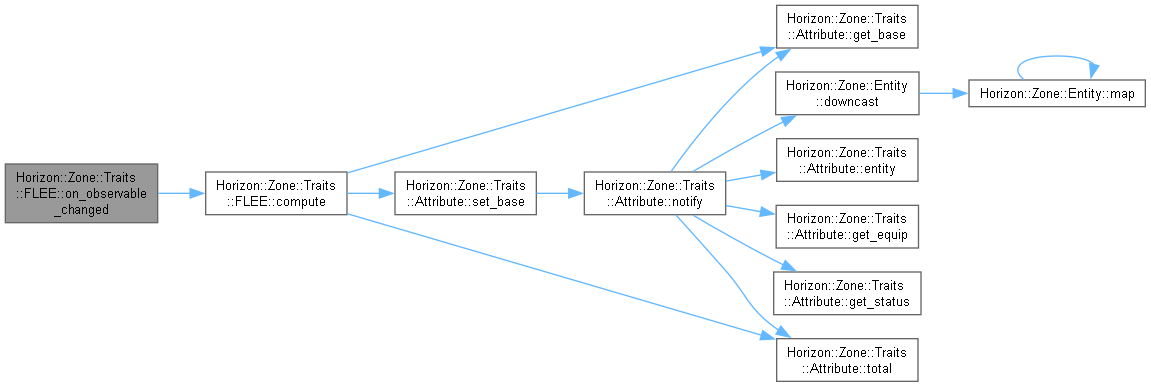 Horizon::Zone::Traits
::FLEE::on_observable
_changed
Horizon::Zone::Traits
::FLEE::compute
Horizon::Zone::Traits
::Attribute::get_base
Horizon::Zone::Traits
::Attribute::set_base
Horizon::Zone::Traits
::Attribute::notify
Horizon::Zone::Entity
::downcast
Horizon::Zone::Entity::map
Horizon::Zone::Traits
::Attribute::entity
Horizon::Zone::Traits
::Attribute::get_equip
Horizon::Zone::Traits
::Attribute::get_status
Horizon::Zone::Traits
::Attribute::total